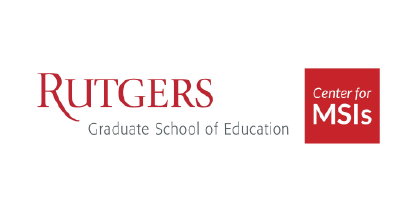 RUTGERS
Graduate School of Education
Center for
MSIs